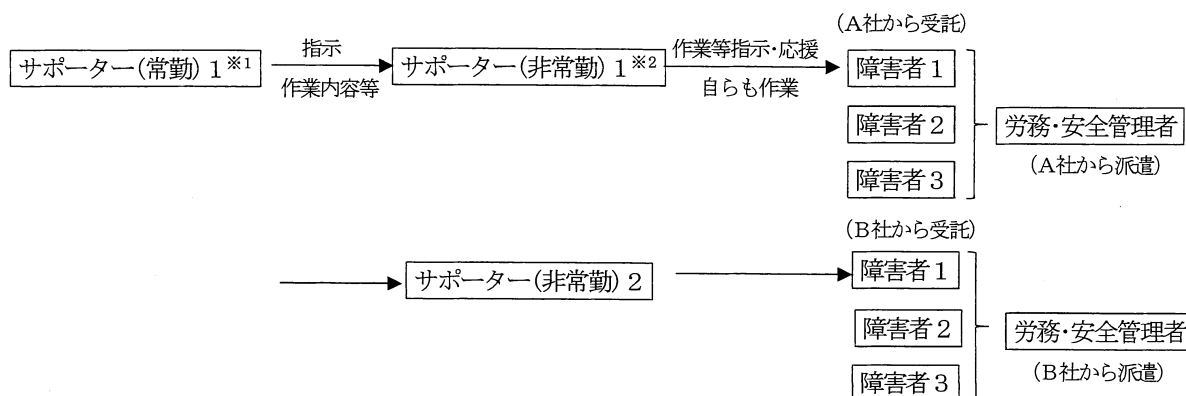 (A社から受託)
サポーター(常勤) 1※1
指示
作業内容等
サポーター(非常勤) 1※2
作業等指示・応援
自らも作業
障害者1
障害者2
障害者3
労務・安全管理者
(A社から派遣)
(B社から受託)
サポーター(非常勤) 2
障害者1
障害者2
障害者3
労務・安全管理者
(B社から派遣)